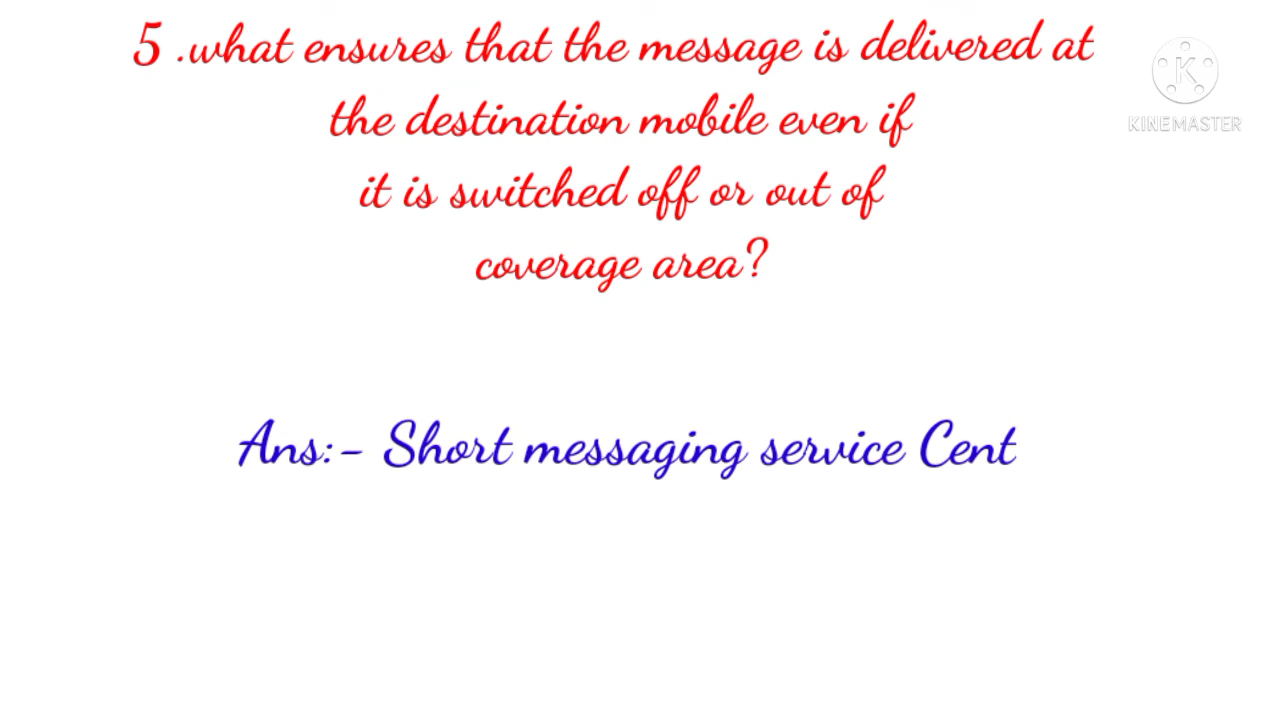 5 .what ensures that the message is delivered at
the destination mobile even if
it is switched off or out of
coverage area?
Ans:- Short messaging service Cent
KINEMASTER